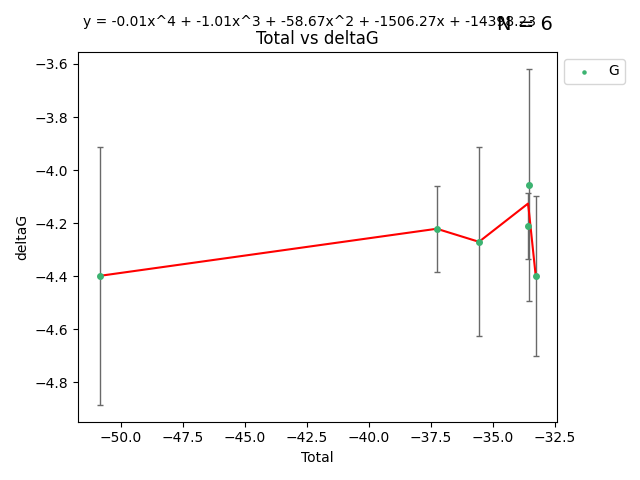 y = -0.01x^4 + -1.01x^3 + -58.67x^2 + -1506.27x + -14398.23
N = 6
Total vs deltaG
G
−3.6
−3.8
−4.0
−4.2
−4.4
−4.6
−4.8
deltaG
−50.0 −47.5 −45.0 −42.5 −40.0 −37.5 −35.0 −32.5
Total